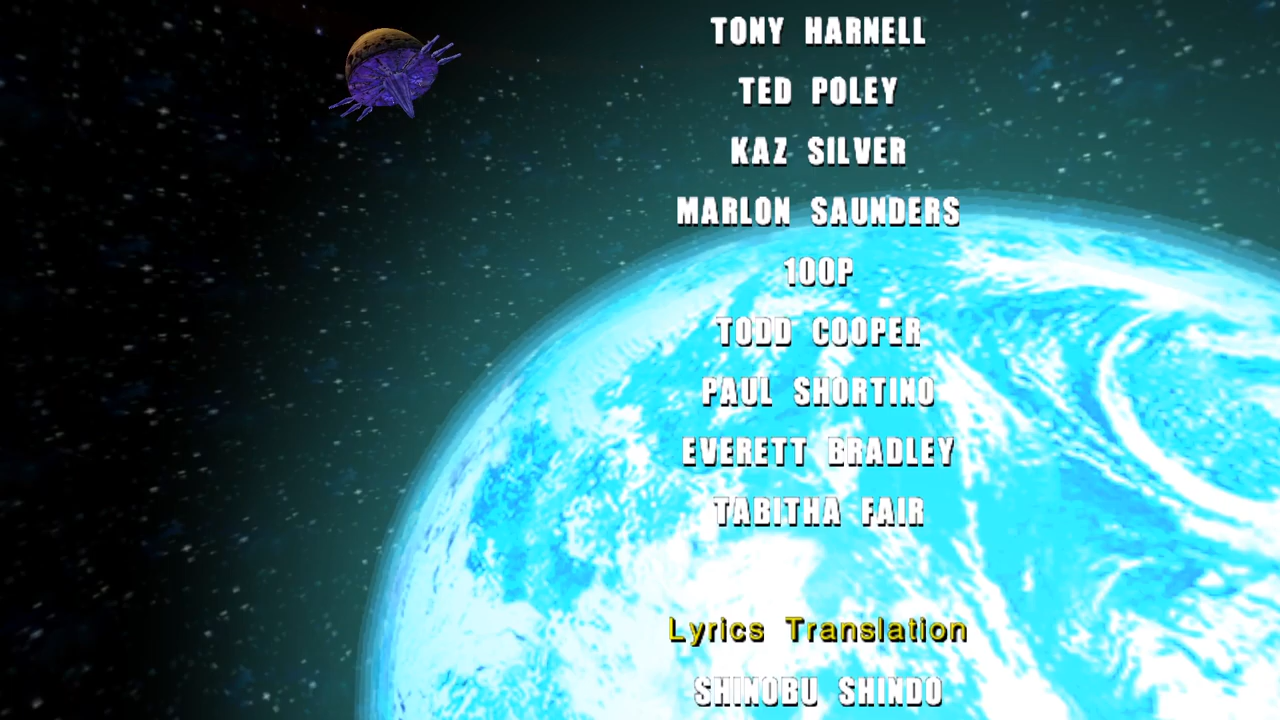 TONY HARNELL
TED POLEY
KAZ SILVER
MARLON SAUNDERS
100P
TODD COOPER
PAUL SHORTINO
EVERETT BRADLEY
TABITHA FAIR
Lyrics Translation
SHINOBU SHINDO